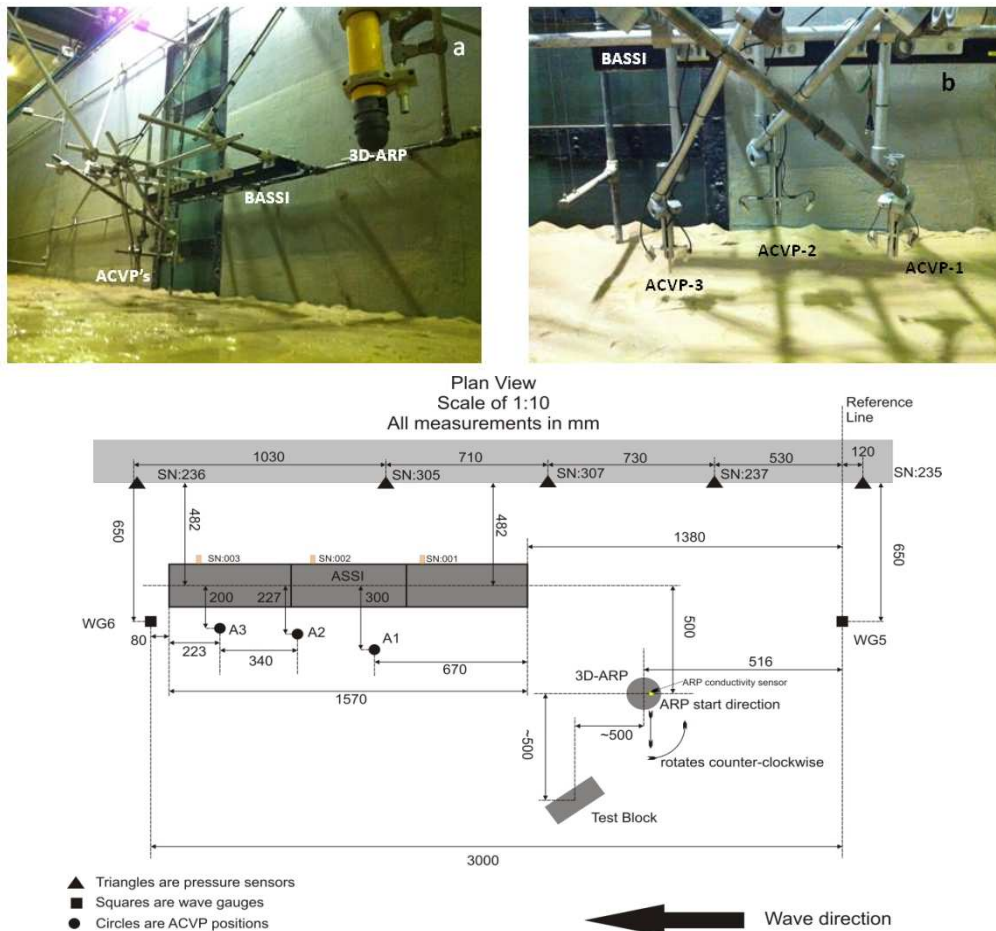 a
3D-ARP
BASSI
ACVP's
BASSI
b
ACVP-2
ACVP-1
ACVP-3
Plan View
Scale of 1:10
All measurements in mm
Reference
Line
1030
710
730
530
120
SN:236
SN:305
SN:307
SN:237
SN:235
650
482
482
1380
650
SN:003
SN:002
SN:001
ASSI
200
227
300
WG6
A3
A2
A1
500
WG5
80
223
340
670
516
3D-ARP
ARP conductivity sensor
ARP start direction
1570
~500
~500
rotates counter-clockwise
Test Block
3000
Triangles are pressure sensors
Squares are wave gauges
Circles are ACVP positions
Wave direction